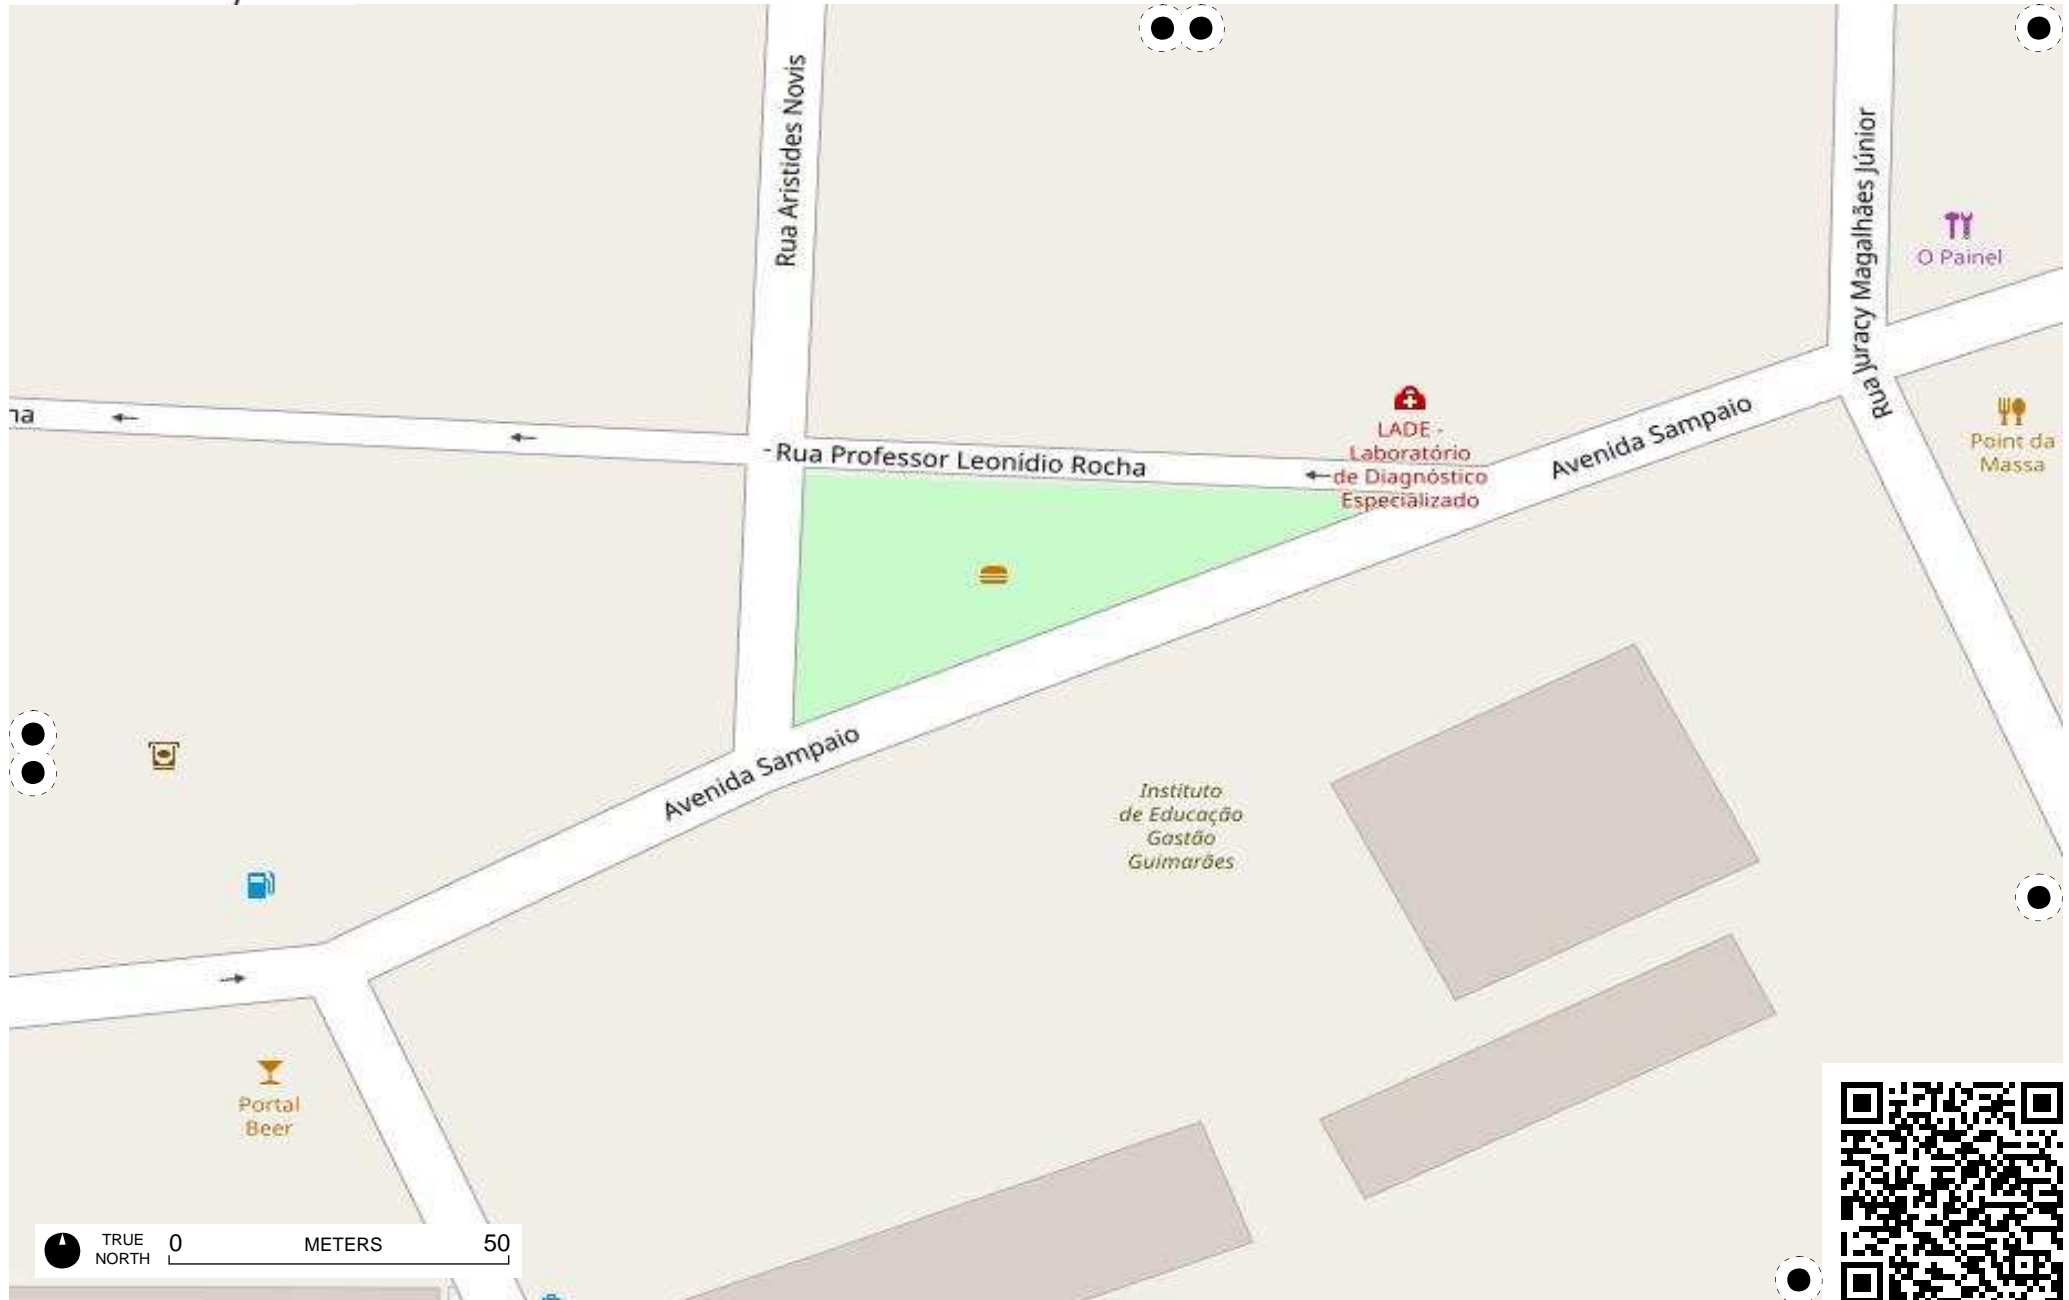 Rua Aristides Novis
Rua Juracy Magalhães Júnior
O Painel
LADE -
Laboratório
de Diagnóstico
Especializado
Avenida Sampaio
Point da
Massa
Rua Professor Leonídio Rocha
Avenida Sampaio
Instituto
de Educação
Gastão
Guimarães
Portal
Beer
TRUE
NORTH
0 METERS 50